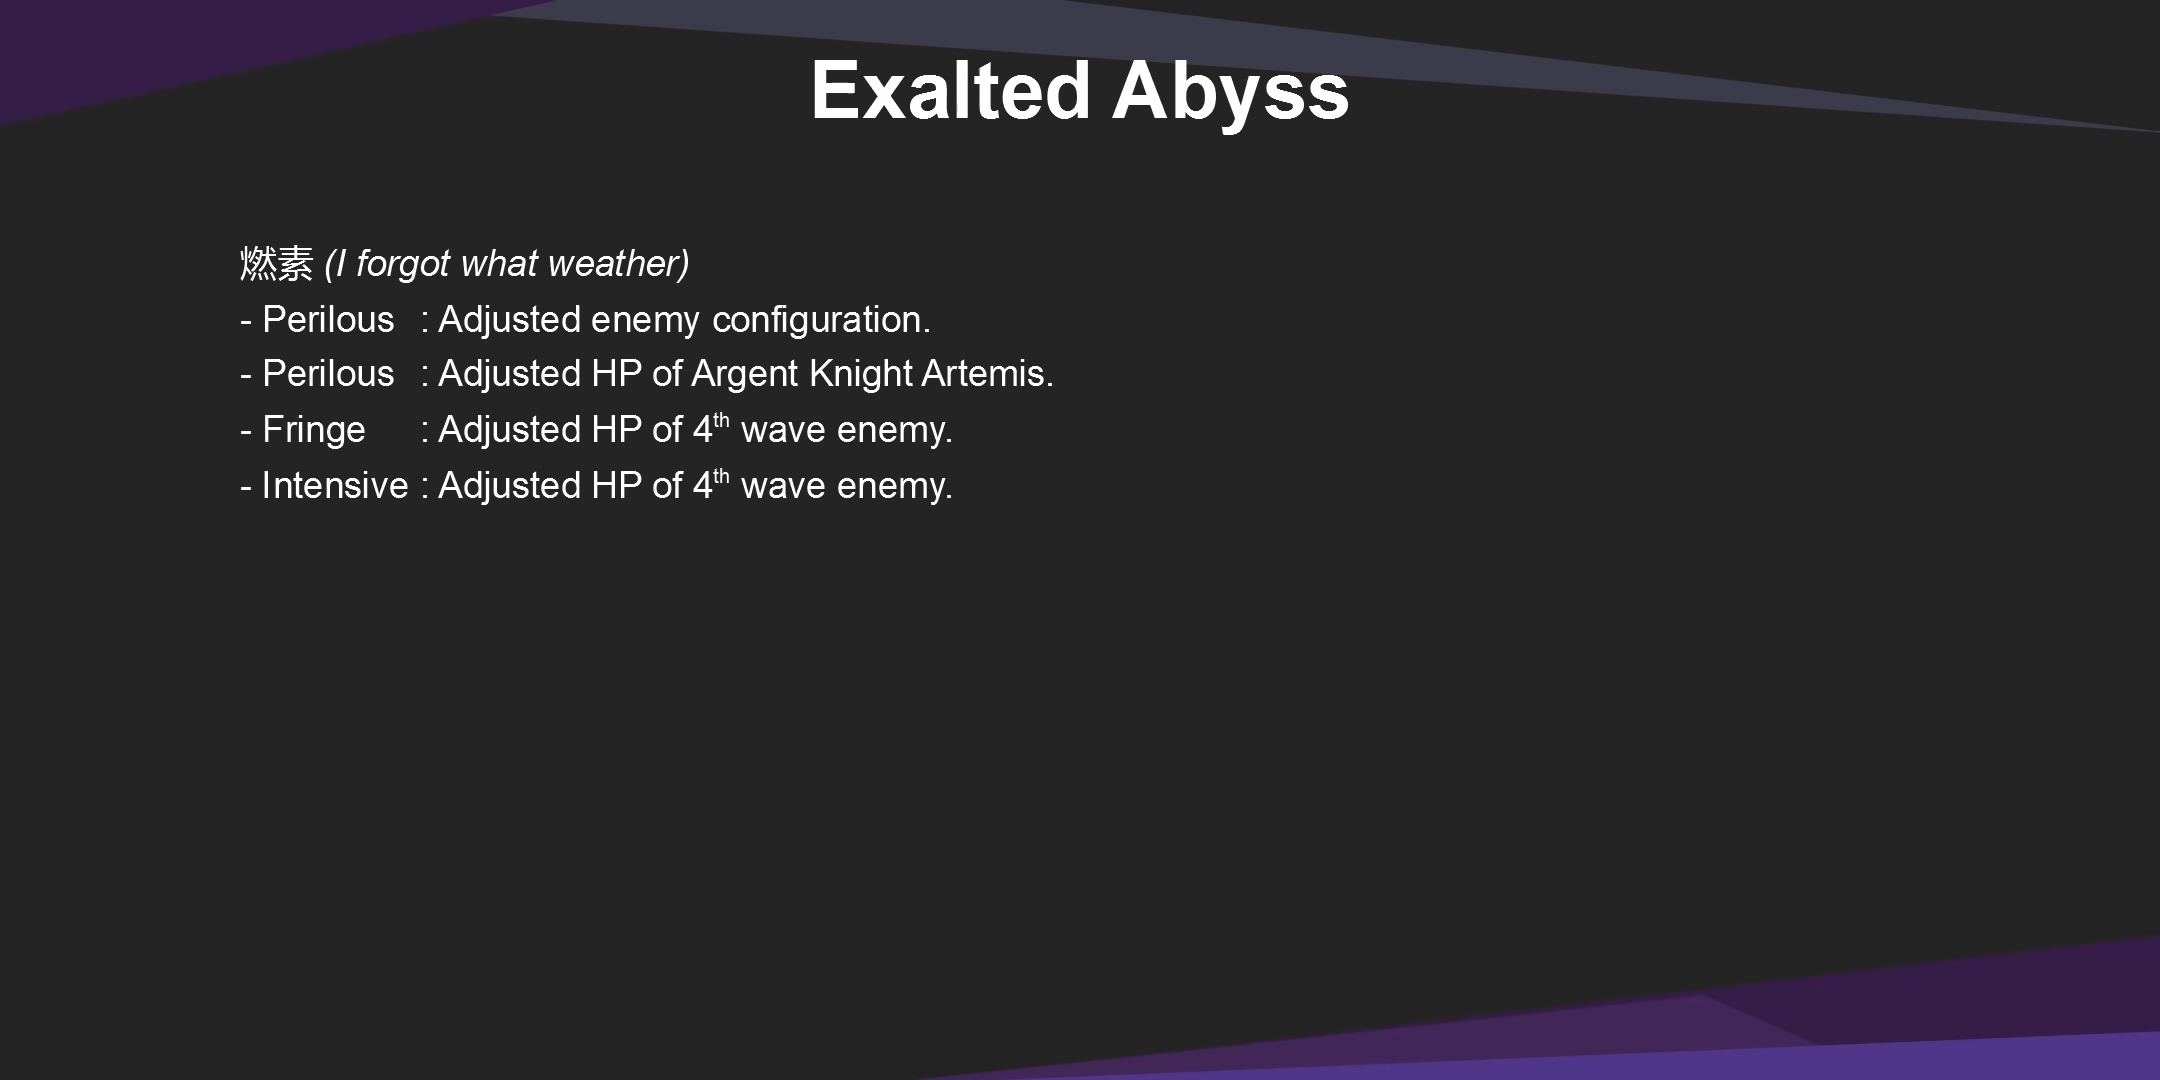 Exalted Abyss
燃素 (I forgot what weather)
- Perilous : Adjusted enemy configuration.
- Perilous : Adjusted HP of Argent Knight Artemis.
- Fringe : Adjusted HP of 4th wave enemy.
- Intensive : Adjusted HP of 4th wave enemy.